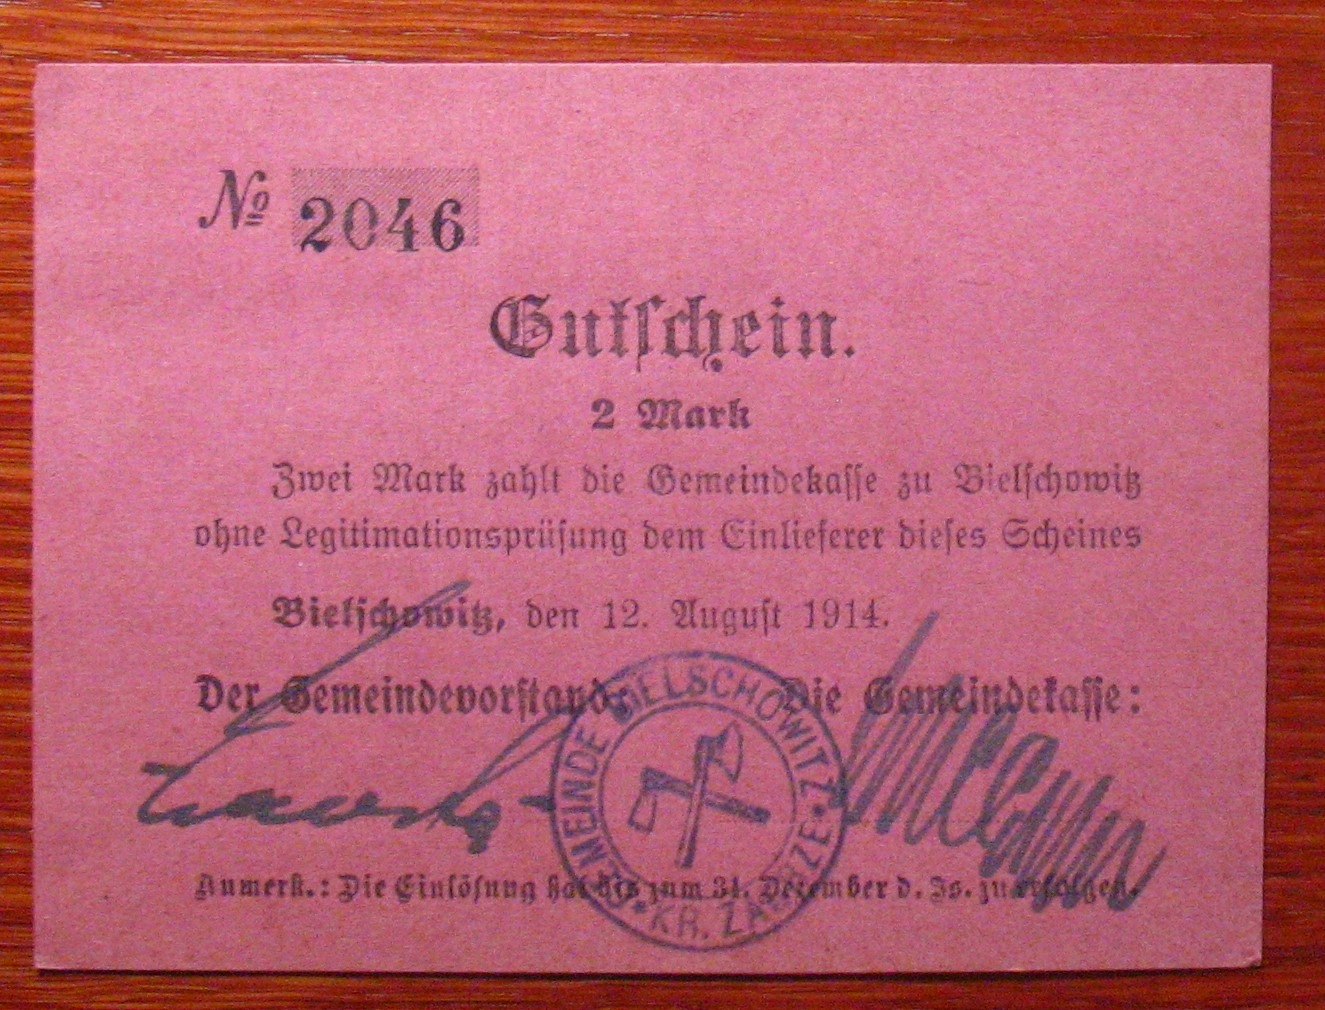 № 2046
Gutschein.
2 Mark
Zwei Mark zahlt die Gemeindekasse zu Bielschowitz
ohne Legitimationsprüfung dem Einlieferer dieses Scheines
Bielschowitz, den 12. August 1914.
Der Gemeindevorstand: Die Gemeindekasse:
GEMEINDE BIELSCHOWITZ * KR. ZABRZE *
Anmerk.: Die Einlösung hat bis zum 31. Dezember d. Js. zu erfolgen.